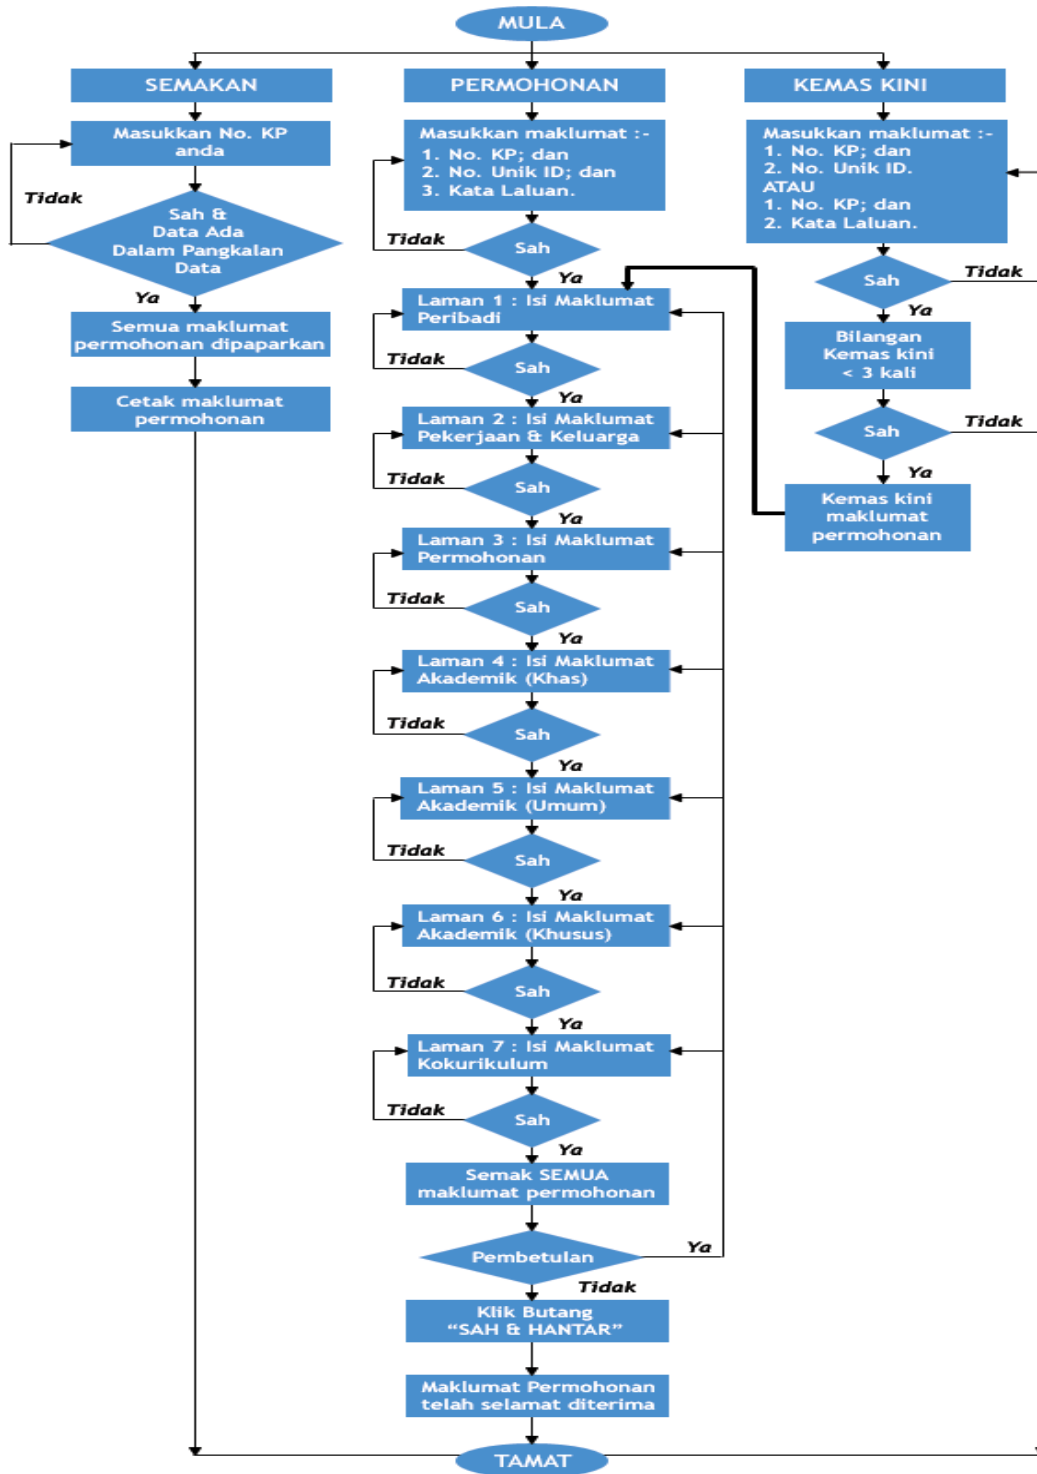 MULA
SEMAKAN
Masukkan No. KP
anda
Tidak
Sah &
Data Ada
Dalam Pangkalan
Data
Ya
Semua maklumat
permohonan dipaparkan
Cetak maklumat
permohonan
PERMOHONAN
Masukkan maklumat :-
1. No. KP; dan
2. No. Unik ID; dan
3. Kata Laluan.
Tidak
Sah
Ya
Laman 1 : Isi Maklumat
Peribadi
Tidak
Sah
Ya
Laman 2 : Isi Maklumat
Pekerjaan & Keluarga
Tidak
Sah
Ya
Laman 3 : Isi Maklumat
Permohonan
Tidak
Sah
Ya
Laman 4 : Isi Maklumat
Akademik (Khas)
Tidak
Sah
Ya
Laman 5 : Isi Maklumat
Akademik (Umum)
Tidak
Sah
Ya
Laman 6 : Isi Maklumat
Akademik (Khusus)
Tidak
Sah
Ya
Laman 7 : Isi Maklumat
Kokurikulum
Tidak
Sah
Ya
Semak SEMUA
maklumat permohonan
Pembetulan
Ya
Tidak
Klik Butang
“SAH & HANTAR”
Maklumat Permohonan
telah selamat diterima
KEMAS KINI
Masukkan maklumat :-
1. No. KP; dan
2. No. Unik ID.
ATAU
1. No. KP; dan
2. Kata Laluan.
Sah
Tidak
Ya
Bilangan
Kemas kini
< 3 kali
Sah
Tidak
Ya
Kemas kini
maklumat
permohonan
TAMAT